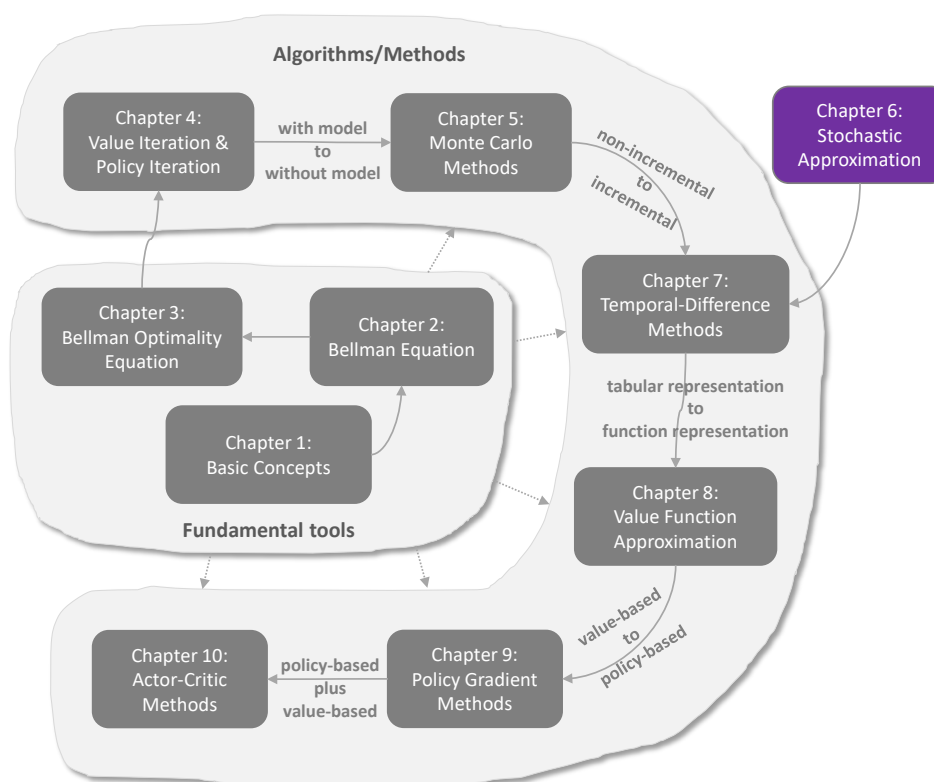 Algorithms/Methods
Chapter 4:
Value Iteration &
Policy Iteration
with model
to
without model
Chapter 5:
Monte Carlo
Methods
non-incremental
to
incremental
Chapter 6:
Stochastic
Approximation
Chapter 3:
Bellman Optimality
Equation
Chapter 2:
Bellman Equation
Chapter 7:
Temporal-Difference
Methods
Chapter 1:
Basic Concepts
Fundamental tools
tabular representation
to
function representation
Chapter 8:
Value Function
Approximation
value-based
to
policy-based
Chapter 9:
Policy Gradient
Methods
policy-based
plus
value-based
Chapter 10:
Actor-Critic
Methods